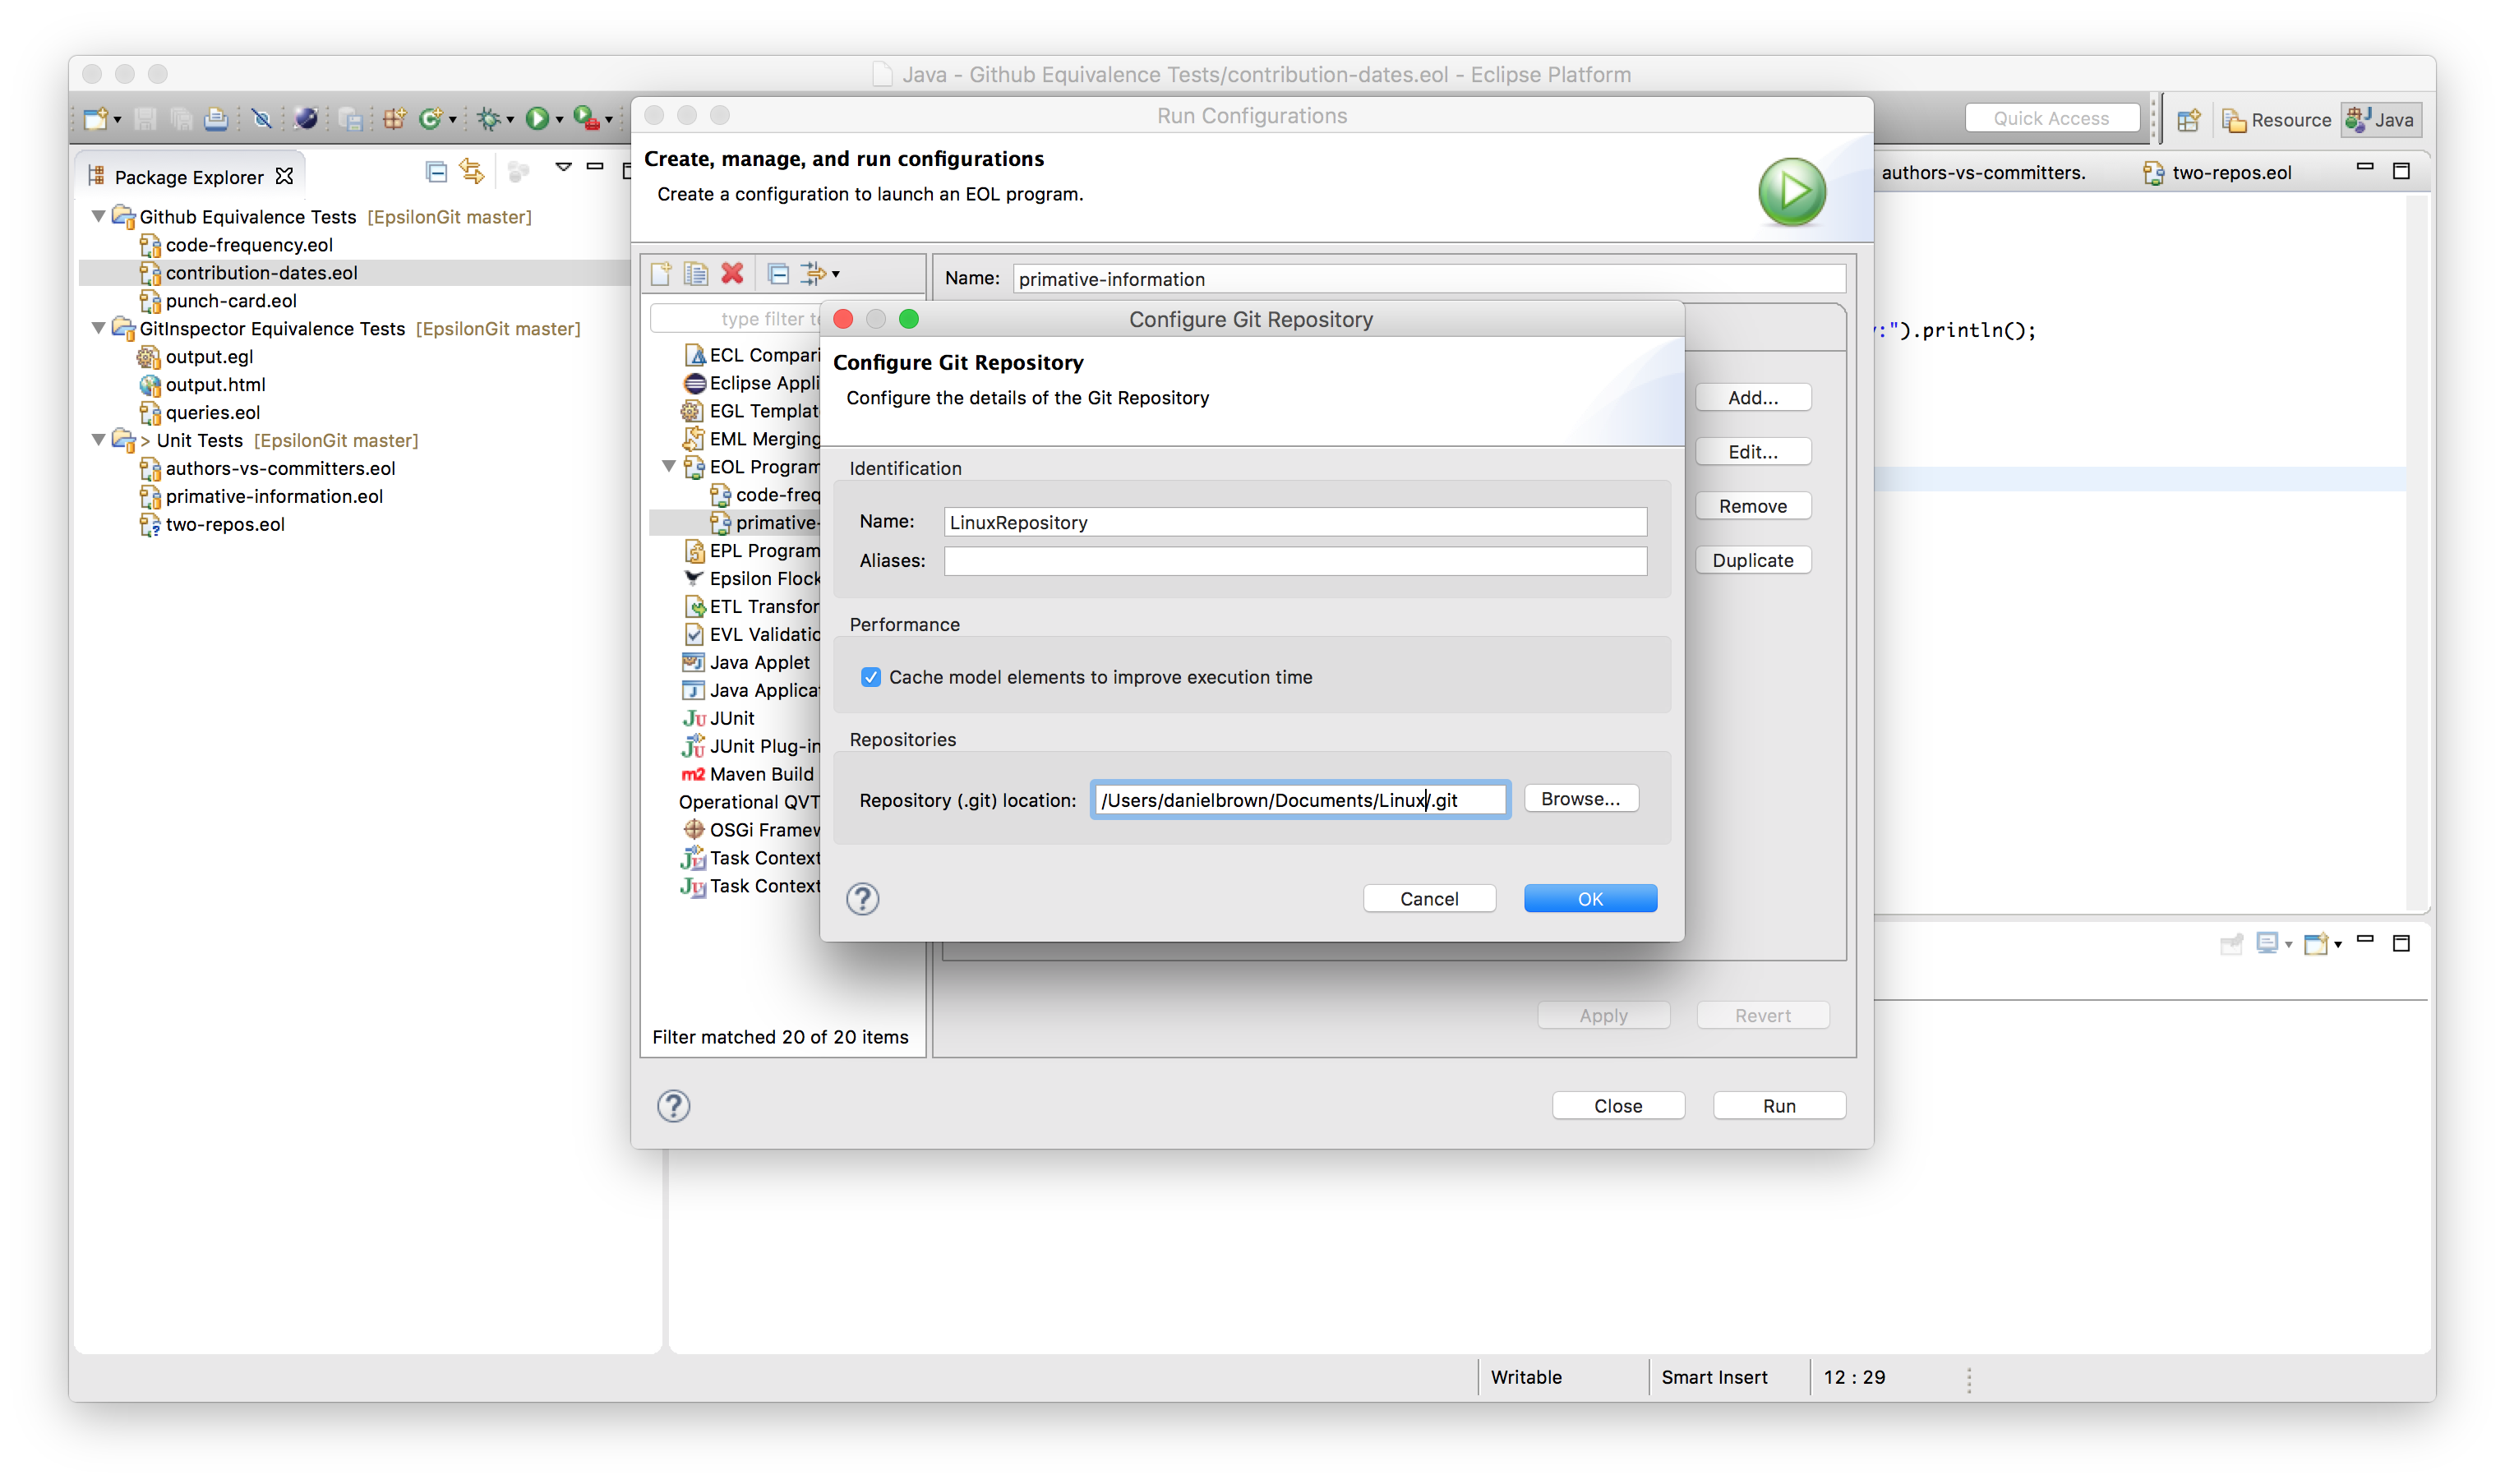 Java - Github Equivalence Tests/contribution-dates.eol - Eclipse Platform
Quick Access
Resource
Java
Package Explorer
Github Equivalence Tests [EpsilonGit master]
code-frequency.eol
contribution-dates.eol
punch-card.eol
GitInspector Equivalence Tests [EpsilonGit master]
output.egl
output.html
queries.eol
> Unit Tests [EpsilonGit master]
authors-vs-committers.eol
primative-information.eol
two-repos.eol
Run Configurations
Create, manage, and run configurations
Create a configuration to launch an EOL program.
Name: primative-information
type filter te
ECL Compari
Eclipse Appli
EGL Templat
EML Merging
EOL Program
code-freq
primative-
EPL Program
Epsilon Flock
ETL Transfor
EVL Validatio
Java Applet
Java Applica
JU JUnit
JU JUnit Plug-in
m2 Maven Build
Operational QVT
OSGi Framew
Task Context
Task Context
Filter matched 20 of 20 items
Add...
Edit...
Remove
Duplicate
Apply
Revert
Close
Run
Configure Git Repository
Configure Git Repository
Configure the details of the Git Repository
Identification
Name: LinuxRepository
Aliases:
Performance
Cache model elements to improve execution time
Repositories
Repository (.git) location: /Users/danielbrown/Documents/Linux/.git
Browse...
Cancel
OK
authors-vs-committers.
two-repos.eol
:").println();
Writable
Smart Insert
12 : 29